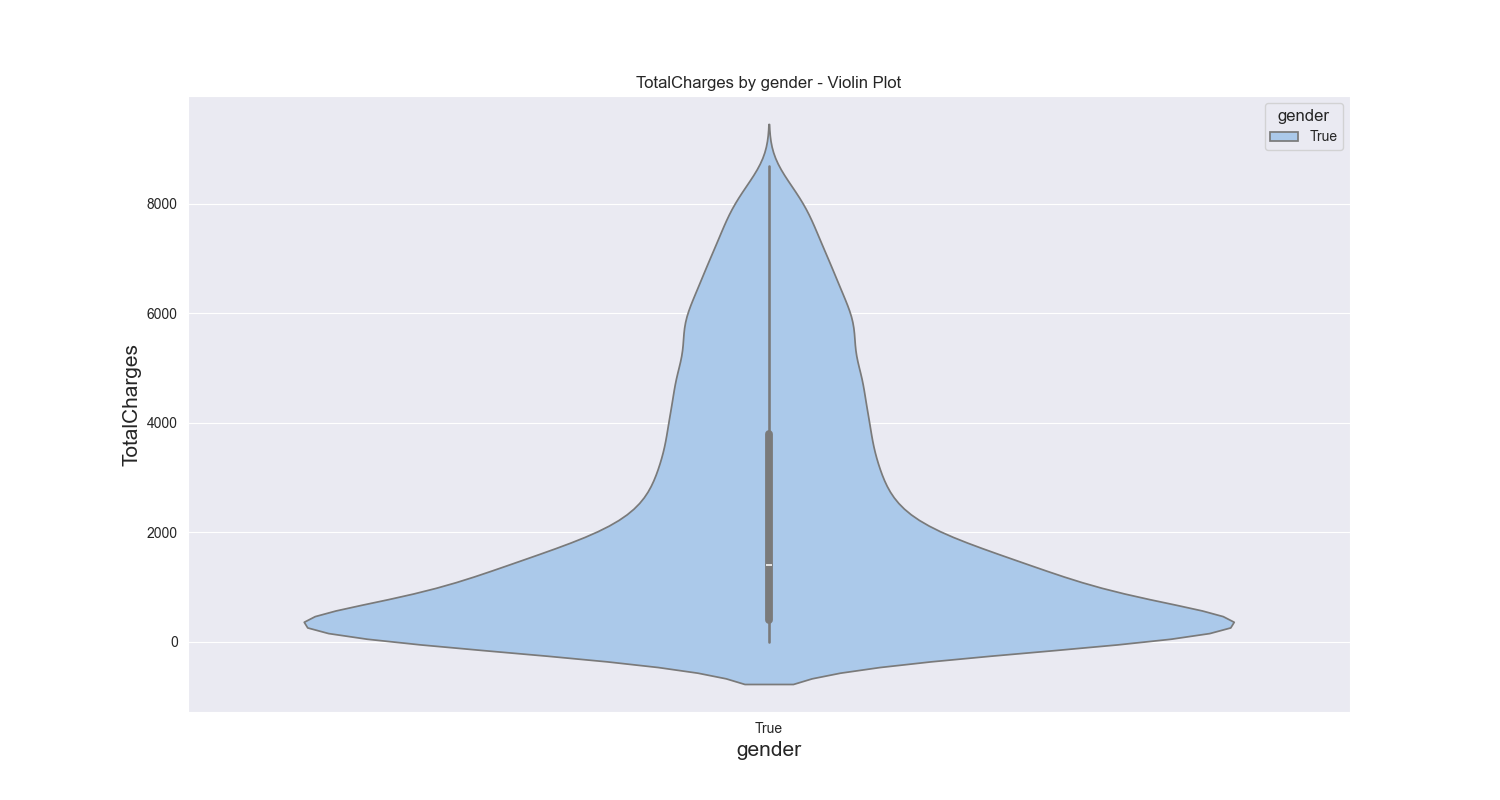 TotalCharges by gender - Violin Plot
gender
True
8000
6000
4000
2000
0
TotalCharges
True
gender